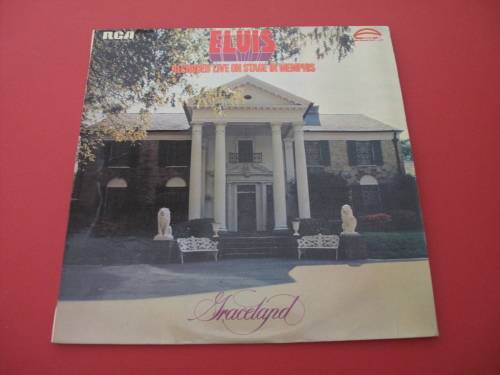 RCA
ELVIS
RECORDED LIVE ON STAGE IN MEMPHIS
Graceland